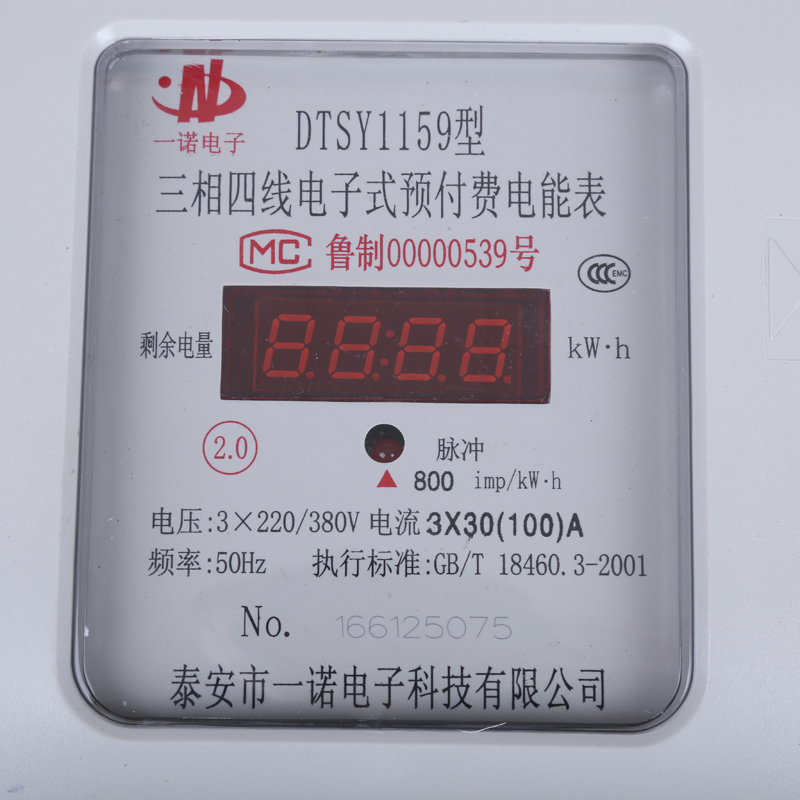 一诺电子
DTSY1159型
三相四线电子式预付费电能表
MC 鲁制00000539号
CCC EMC
剩余电量 88:88 kW·h
2.0
脉冲
800 imp/kW·h
电压:3×220/380V 电流 3X30(100)A
频率:50Hz 执行标准:GB/T 18460.3-2001
No. 166125075
泰安市一诺电子科技有限公司